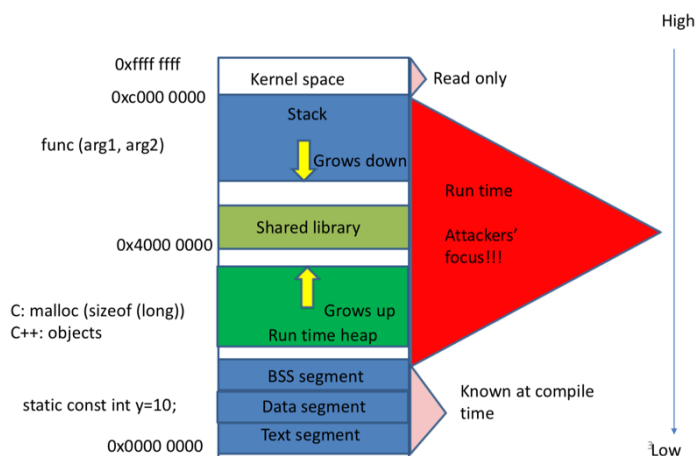 High
0xffff ffff
Kernel space
Read only
0xc000 0000
Stack
func (arg1, arg2)
Grows down
Run time
Shared library
Attackers'
focus!!!
0x4000 0000
C: malloc (sizeof (long))
C++: objects
Grows up
Run time heap
BSS segment
Known at compile
time
static const int y=10;
Data segment
Text segment
0x0000 0000
3
Low